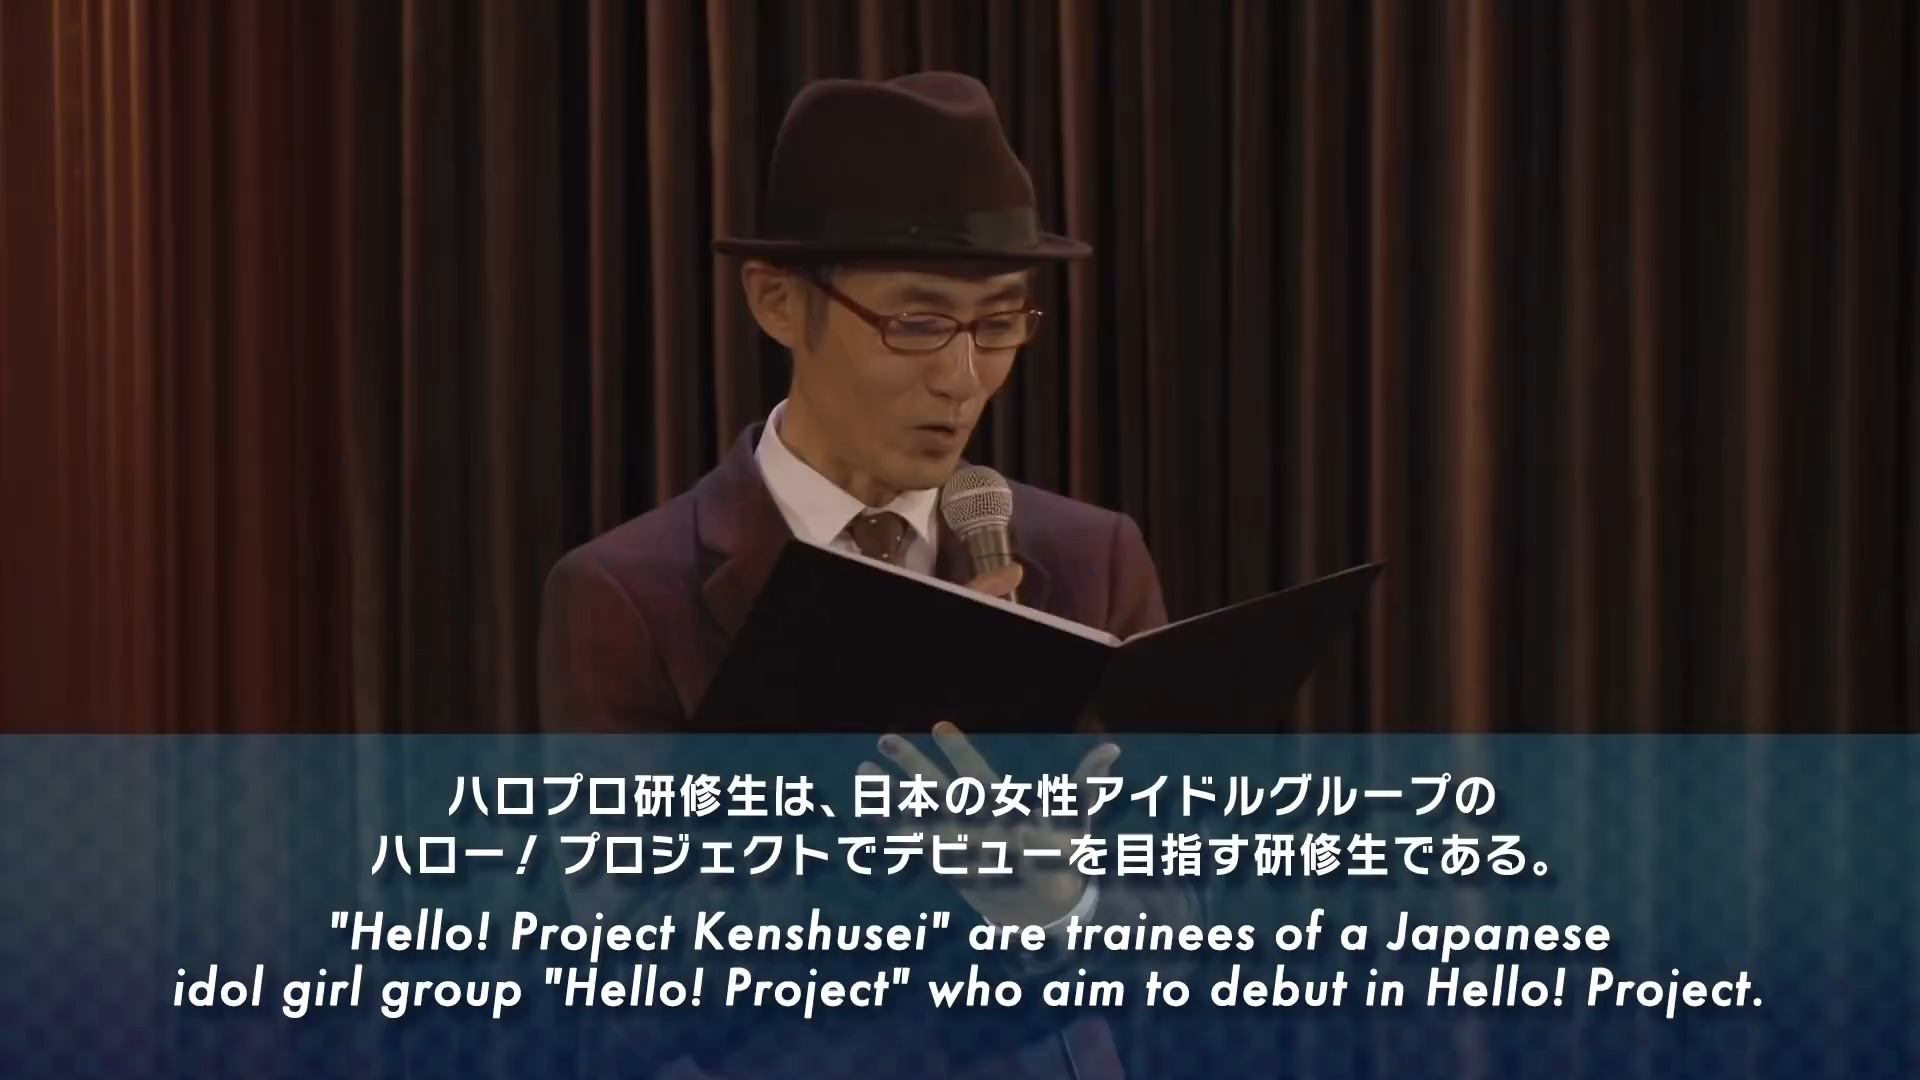 ハロプロ研修生は、日本の女性アイドルグループの
ハロー！プロジェクトでデビューを目指す研修生である。
"Hello! Project Kenshusei" are trainees of a Japanese
idol girl group "Hello! Project" who aim to debut in Hello! Project.